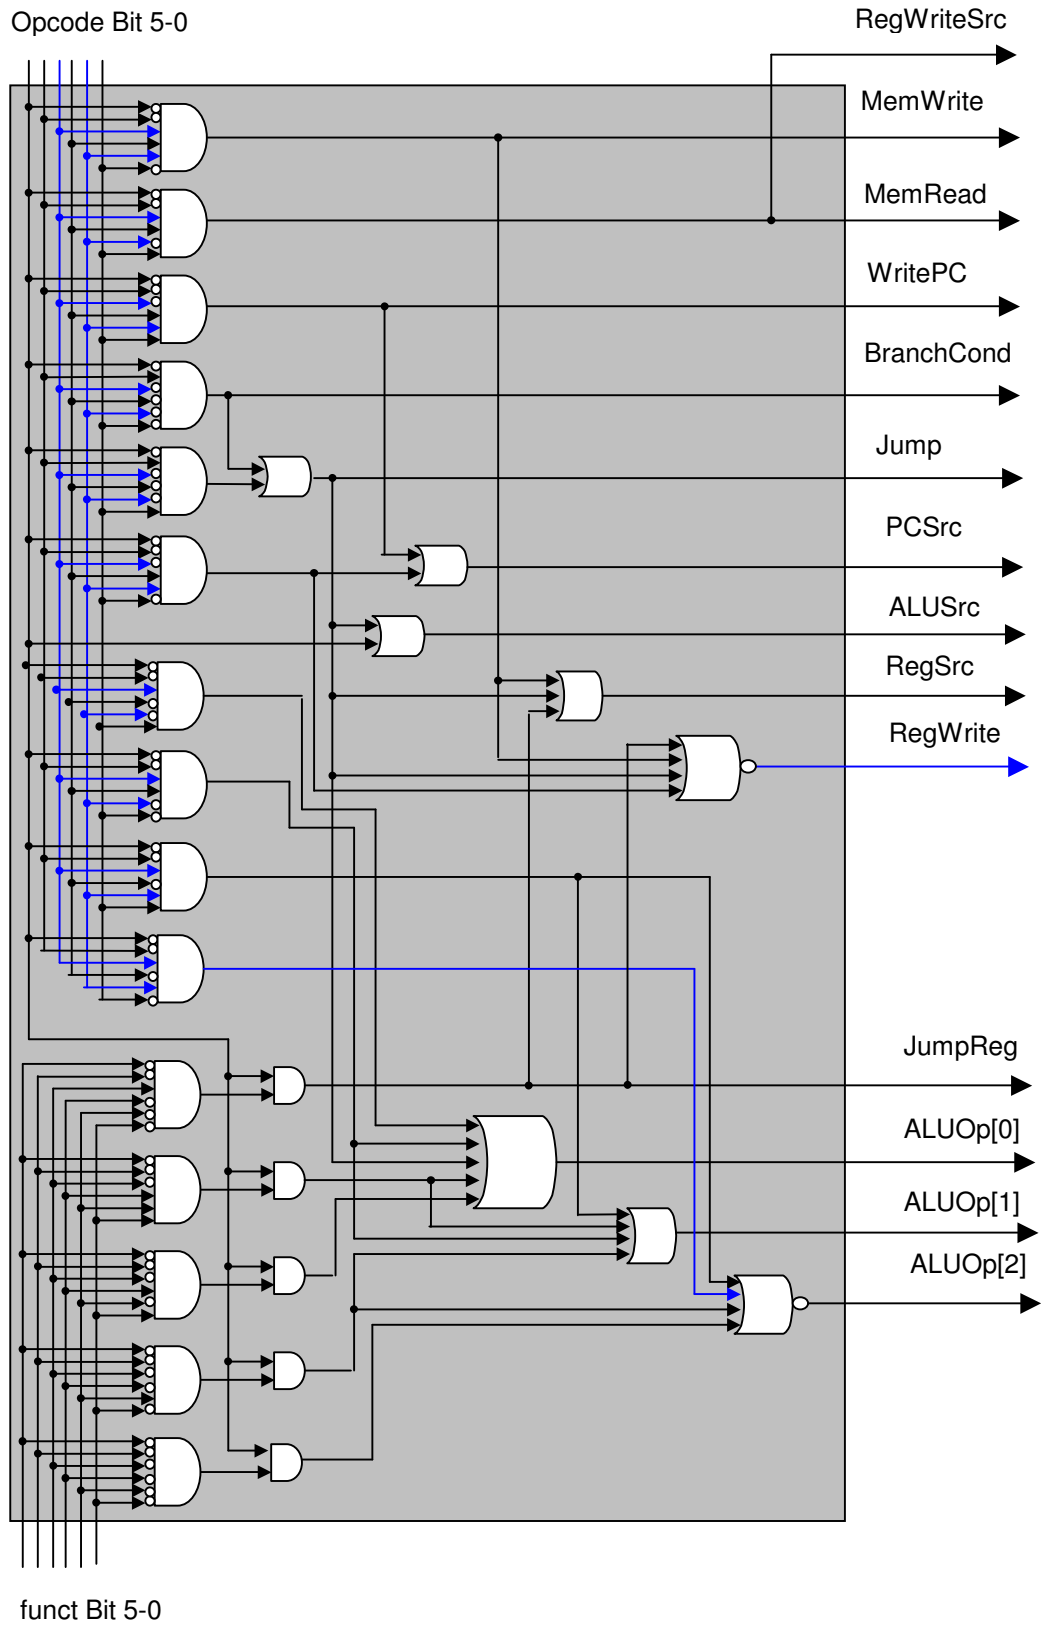 Opcode Bit 5-0
RegWriteSrc
MemWrite
MemRead
WritePC
BranchCond
Jump
PCSrc
ALUSrc
RegSrc
RegWrite
JumpReg
ALUOp[0]
ALUOp[1]
ALUOp[2]
funct Bit 5-0